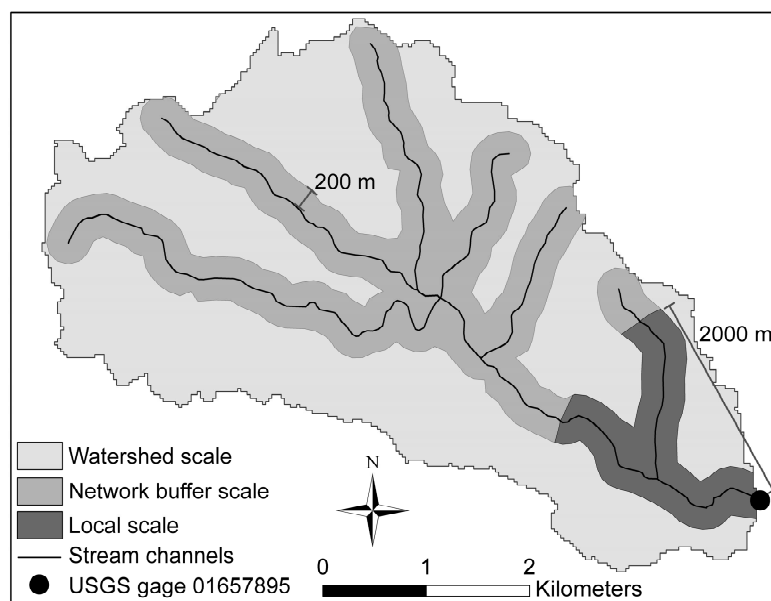 200 m
2000 m
Watershed scale
Network buffer scale
Local scale
Stream channels
USGS gage 01657895
N
0 1 2
Kilometers